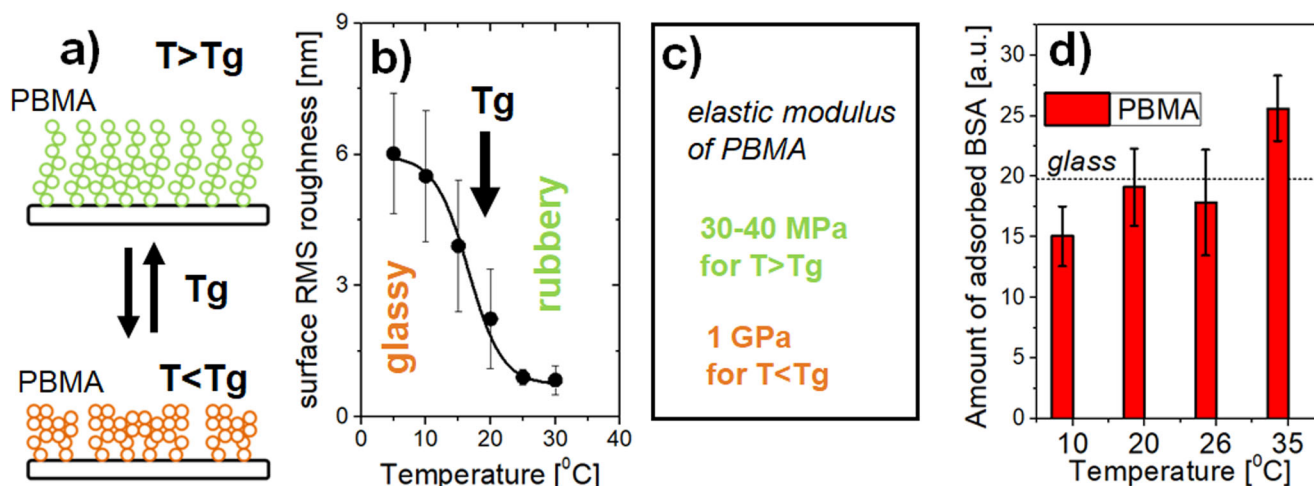 a)
T>Tg
PBMA
Tg
PBMA
T<Tg
b)
surface RMS roughness [nm]
9
6
3
0
Tg
glassy
rubbery
0 10 20 30 40
Temperature [⁰C]
c)
elastic modulus
of PBMA
30-40 MPa
for T>Tg
1 GPa
for T<Tg
d)
Amount of adsorbed BSA [a.u.]
30
25
20
15
10
5
0
PBMA
glass
10 20 26 35
Temperature [⁰C]